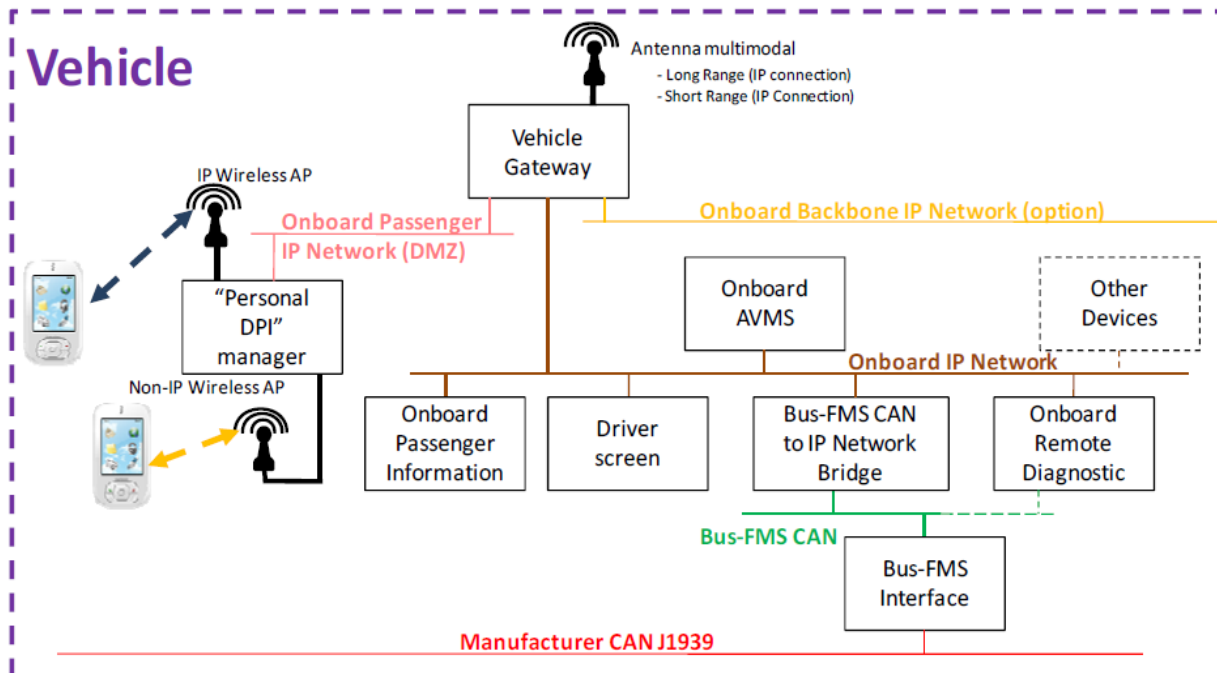 Vehicle
Antenna multimodal
- Long Range (IP connection)
- Short Range (IP Connection)
Vehicle
Gateway
IP Wireless AP
Onboard Passenger
IP Network (DMZ)
Onboard Backbone IP Network (option)
"Personal
DPI"
manager
Onboard
AVMS
Other
Devices
Onboard IP Network
Non-IP Wireless AP
Onboard
Passenger
Information
Driver
screen
Bus-FMS CAN
to IP Network
Bridge
Onboard
Remote
Diagnostic
Bus-FMS CAN
Bus-FMS
Interface
Manufacturer CAN J1939